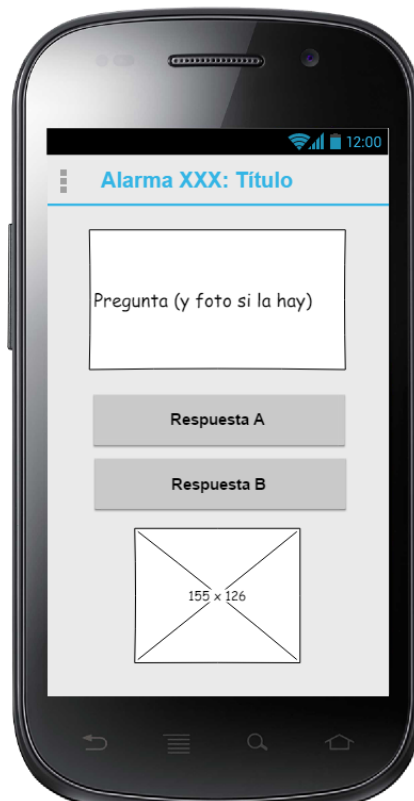 12:00
Alarma XXX: Título
Pregunta (y foto si la hay)
Respuesta A
Respuesta B
155 x 126